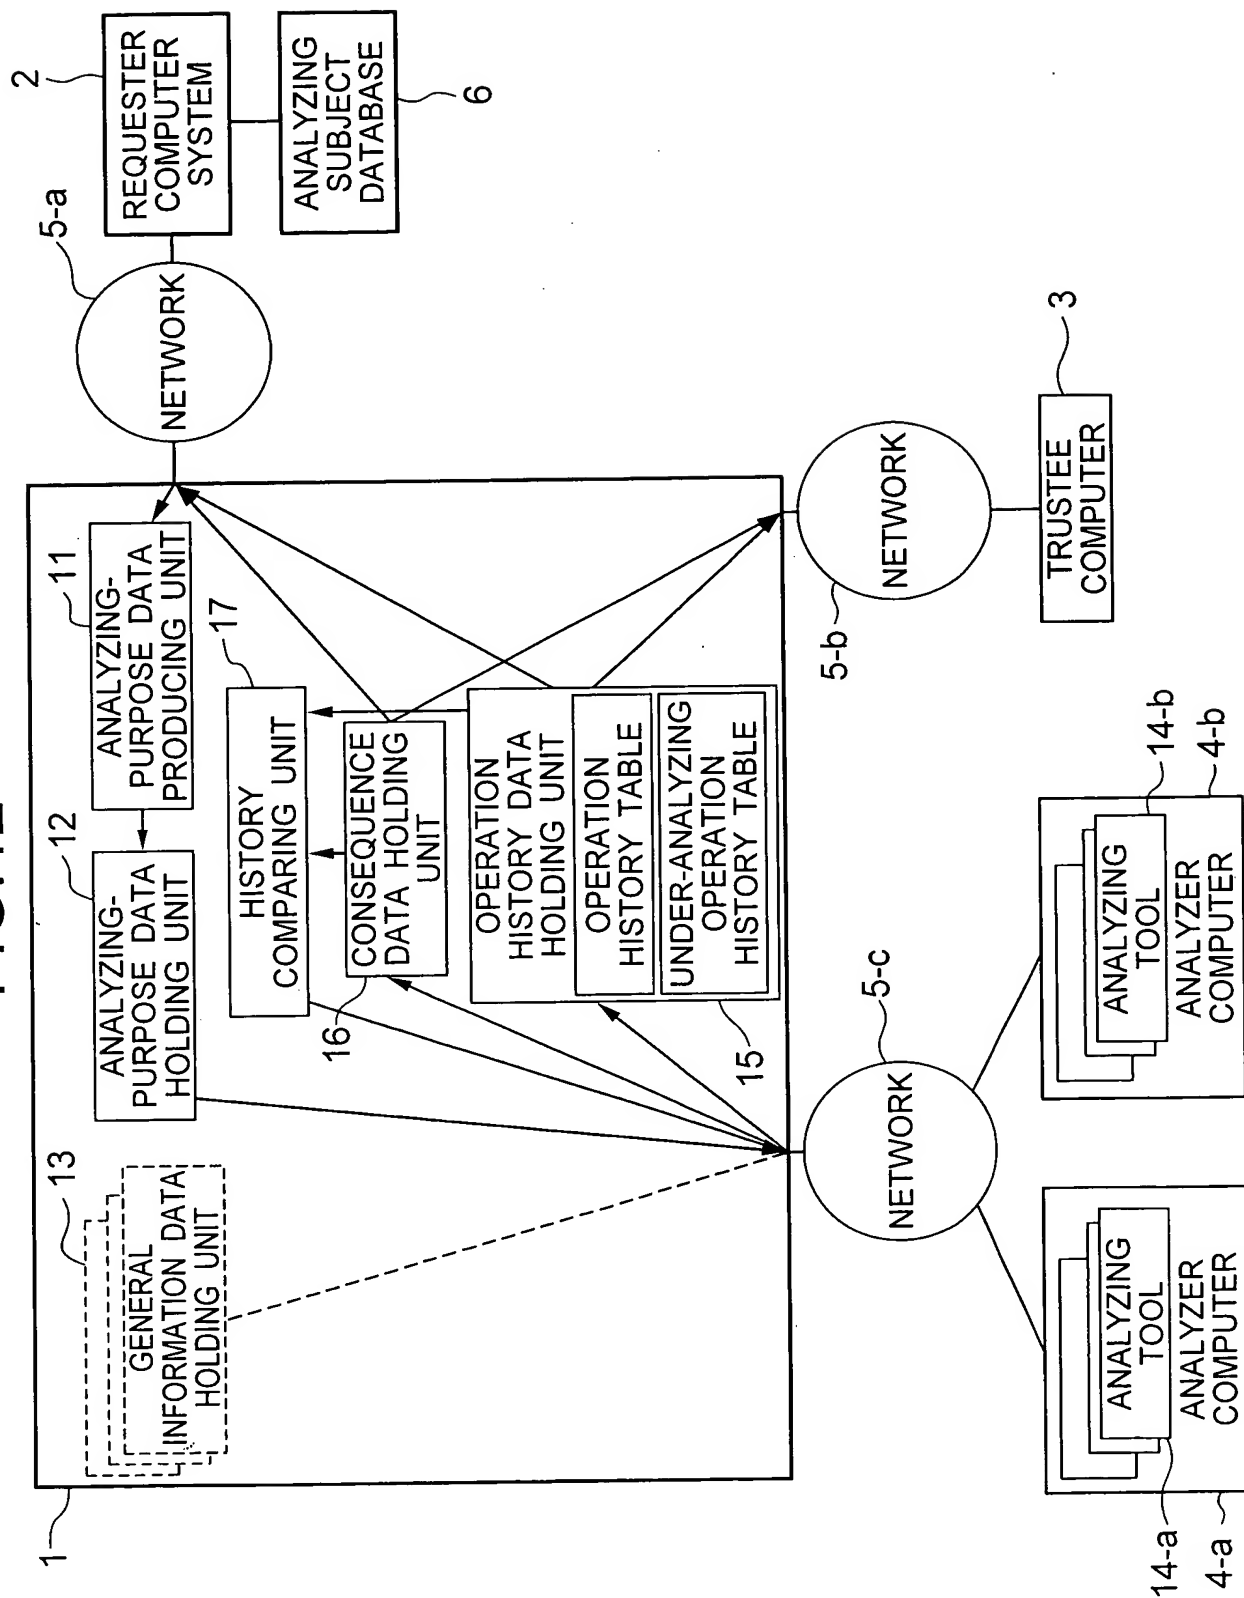 1
13
GENERAL
INFORMATION DATA
HOLDING UNIT
12
ANALYZING-
PURPOSE DATA
HOLDING UNIT
11
ANALYZING-
PURPOSE DATA
PRODUCING UNIT
17
HISTORY
COMPARING UNIT
16
CONSEQUENCE
DATA HOLDING
UNIT
OPERATION
HISTORY DATA
HOLDING UNIT
OPERATION
HISTORY TABLE
UNDER-ANALYZING
OPERATION
HISTORY TABLE
15
5-a
NETWORK
2
REQUESTER
COMPUTER
SYSTEM
ANALYZING
SUBJECT
DATABASE
6
5-c
NETWORK
5-b
NETWORK
3
TRUSTEE
COMPUTER
ANALYZING
TOOL
ANALYZER
COMPUTER
14-a
4-a
ANALYZING
TOOL
ANALYZER
COMPUTER
14-b
4-b